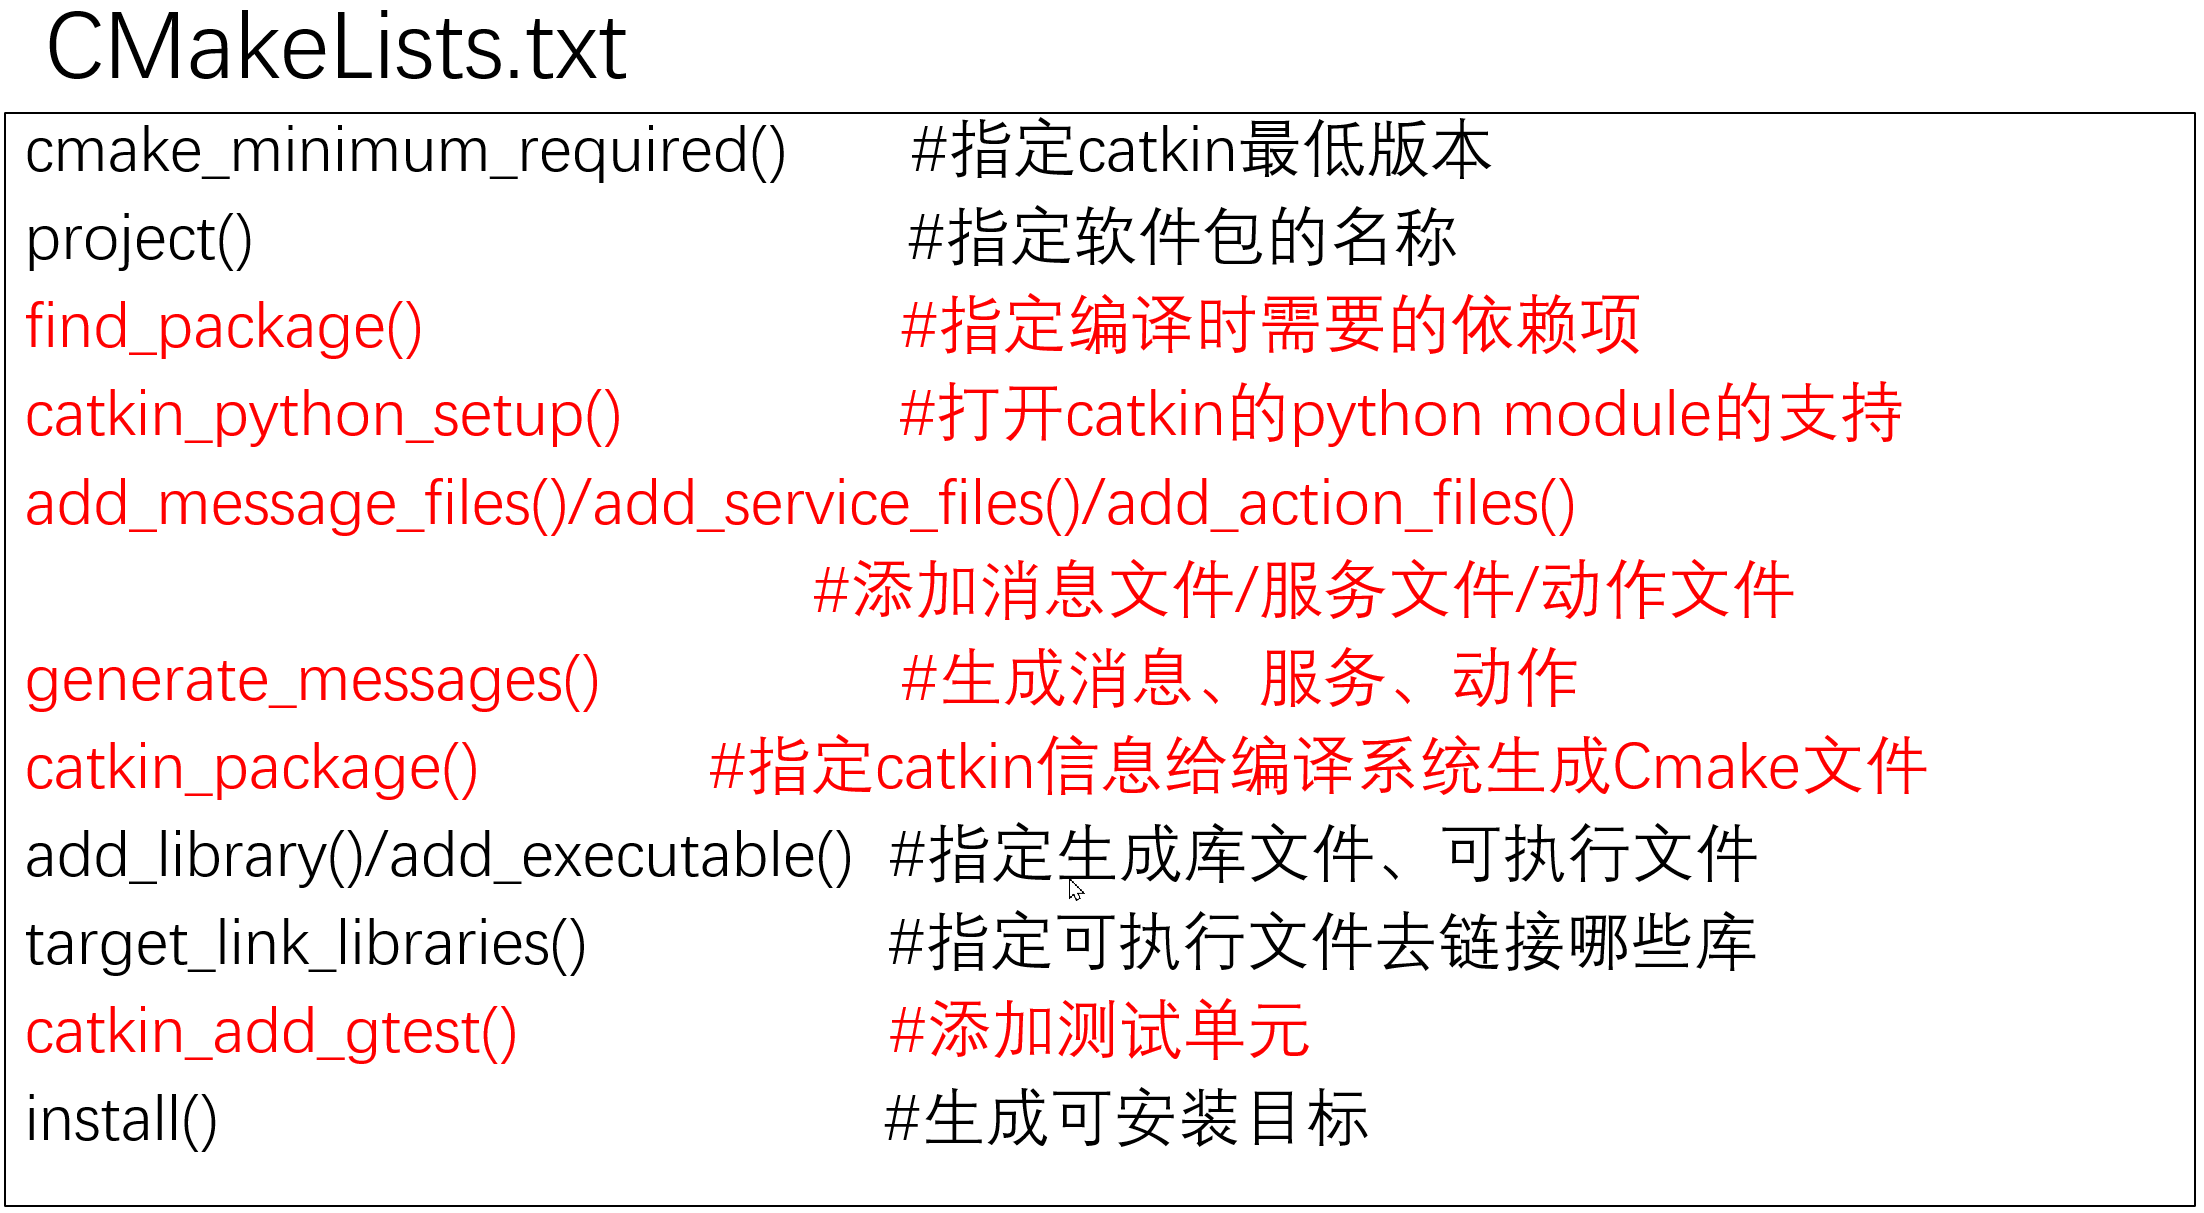 CMakeLists.txt
cmake_minimum_required() #指定catkin最低版本
project() #指定软件包的名称
find_package() #指定编译时需要的依赖项
catkin_python_setup() #打开catkin的python module的支持
add_message_files()/add_service_files()/add_action_files()
#添加消息文件/服务文件/动作文件
generate_messages() #生成消息、服务、动作
catkin_package() #指定catkin信息给编译系统生成Cmake文件
add_library()/add_executable() #指定生成库文件、可执行文件
target_link_libraries() #指定可执行文件去链接哪些库
catkin_add_gtest() #添加测试单元
install() #生成可安装目标